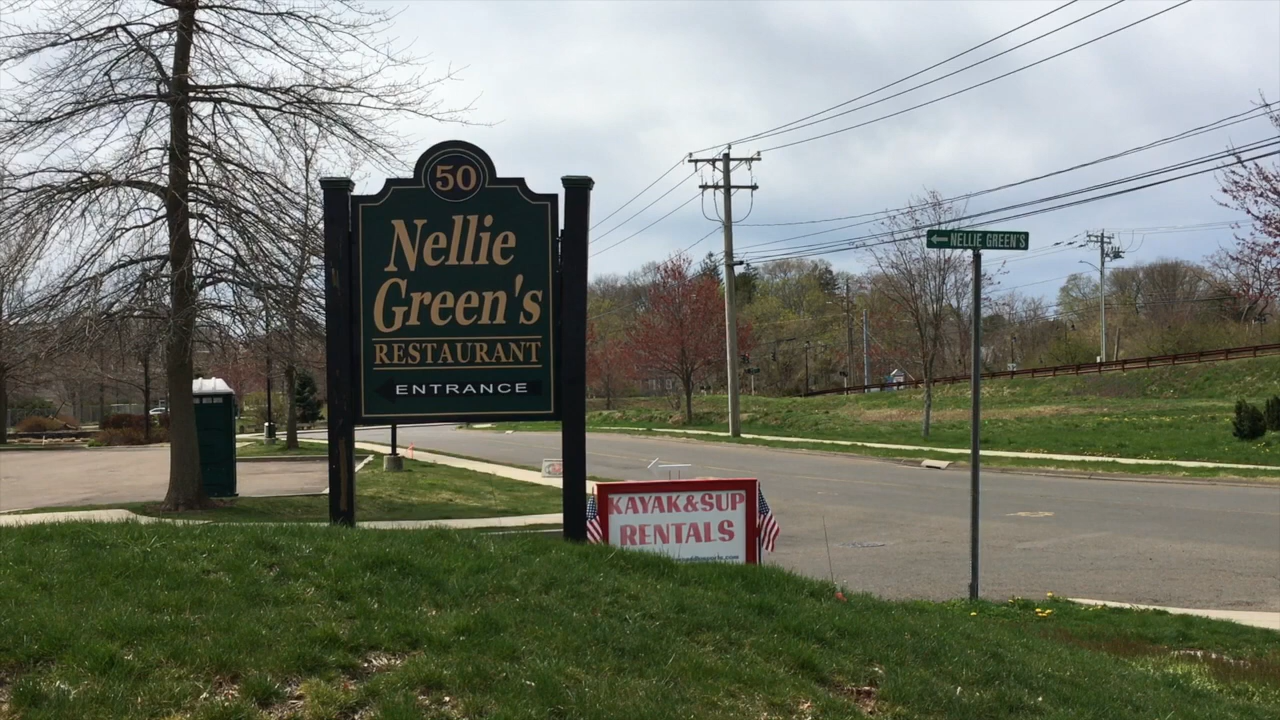 50
Nellie
Green's
RESTAURANT
ENTRANCE
NELLIE GREEN'S
KAYAK&SUP
RENTALS